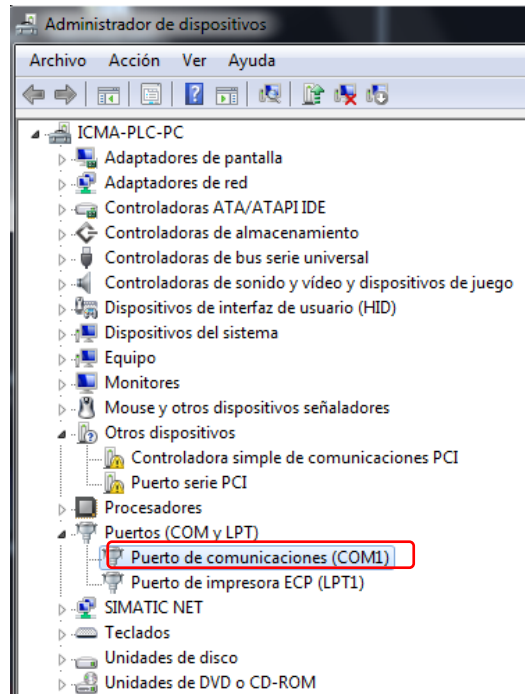 Administrador de dispositivos
Archivo Acción Ver Ayuda
ICMA-PLC-PC
Adaptadores de pantalla
Adaptadores de red
Controladoras ATA/ATAPI IDE
Controladoras de almacenamiento
Controladoras de bus serie universal
Controladoras de sonido y vídeo y dispositivos de juego
Dispositivos de interfaz de usuario (HID)
Dispositivos del sistema
Equipo
Monitores
Mouse y otros dispositivos señaladores
Otros dispositivos
Controladora simple de comunicaciones PCI
Puerto serie PCI
Procesadores
Puertos (COM y LPT)
Puerto de comunicaciones (COM1)
Puerto de impresora ECP (LPT1)
SIMATIC NET
Teclados
Unidades de disco
Unidades de DVD o CD-ROM